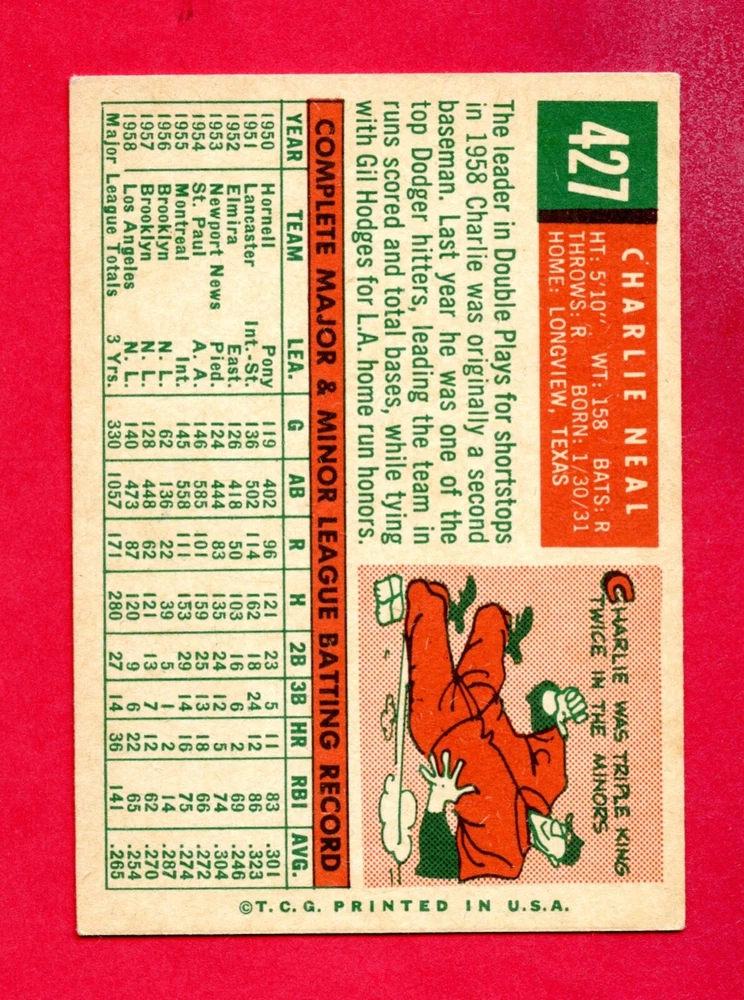 427
CHARLIE NEAL
HT: 5'10" WT: 158 BATS: R
THROWS: R BORN: 1/30/31
HOME: LONGVIEW, TEXAS
The leader in Double Plays for shortstops
in 1958 Charlie was originally a second
baseman. Last year he was one of the
top Dodger hitters, leading the team in
runs scored and total bases, while tying
with Gil Hodges for L.A. home run honors.
CHARLIE WAS TRIPLE KING
TWICE IN THE MINORS
COMPLETE MAJOR & MINOR LEAGUE BATTING RECORD
YEAR TEAM LEA. G AB R H 2B 3B HR RBI AVG.
1950 Hornell Pony 119 402 96 121 23 5 11 83 .301
1951 Lancaster Int.-St. 136 502 114 162 18 24 12 86 .323
1952 Elmira East. 126 418 50 103 16 6 2 69 .246
1953 Newport News Pied. 124 444 83 135 24 12 5 74 .304
1954 St. Paul A. A. 146 585 101 159 25 13 18 66 .272
1955 Montreal Int. 145 558 111 153 29 14 16 75 .274
1956 Brooklyn N. L. 62 136 22 39 5 1 2 14 .287
1957 Brooklyn N. L. 128 448 62 121 13 7 12 62 .270
1958 Los Angeles N. L. 140 473 87 120 9 6 22 65 .254
Major League Totals 3 Yrs. 330 1057 171 280 27 14 36 141 .265
©T.C.G. PRINTED IN U.S.A.